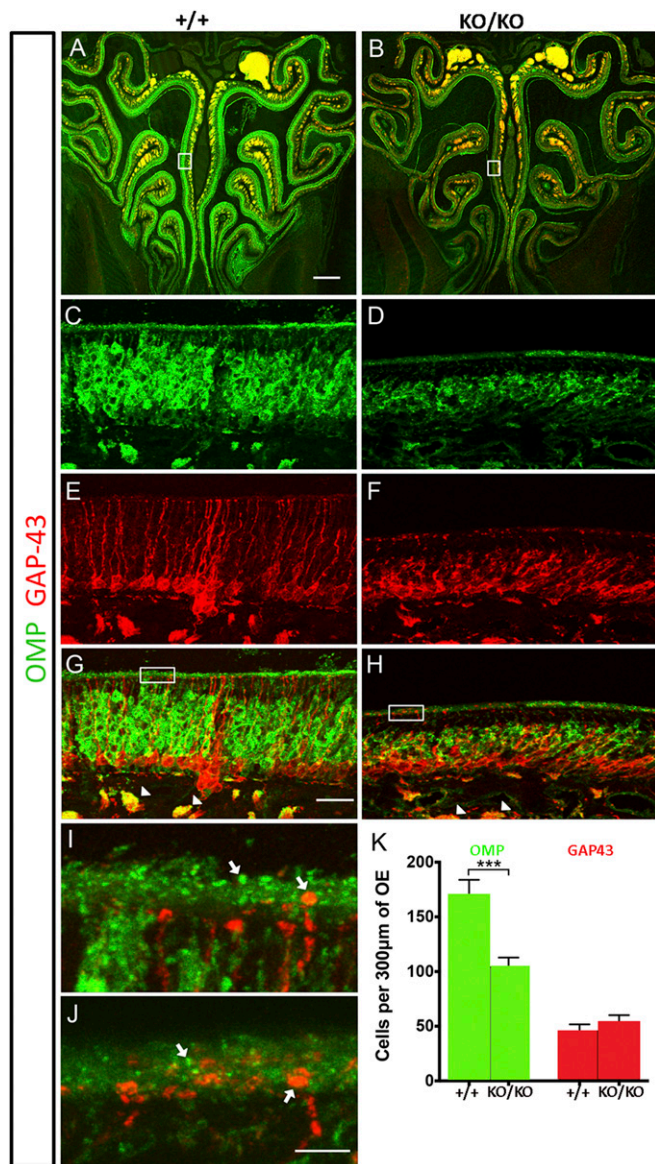 +/+ KO/KO
A B
C D
E F
G H
I
J
OMP GAP-43
K
OMP GAP43
***
Cells per 300μm of OE
200
150
100
50
0
+/+ KO/KO +/+ KO/KO